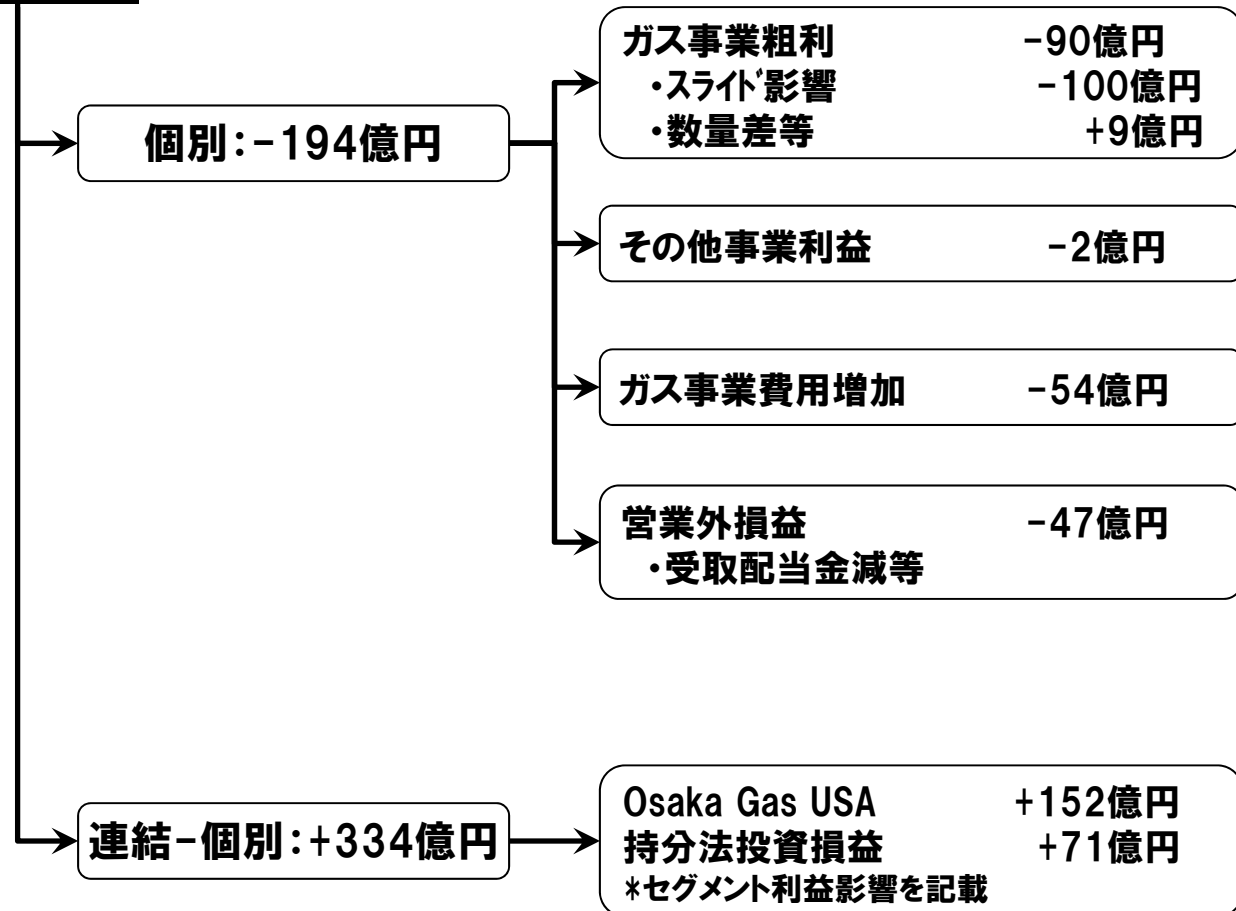 個別:-194億円
ガス事業粗利 -90億円
・スライド影響 -100億円
・数量差等 +9億円
その他事業利益 -2億円
ガス事業費用増加 -54億円
営業外損益 -47億円
・受取配当金減等
連結-個別:+334億円
Osaka Gas USA +152億円
持分法投資損益 +71億円
*セグメント利益影響を記載